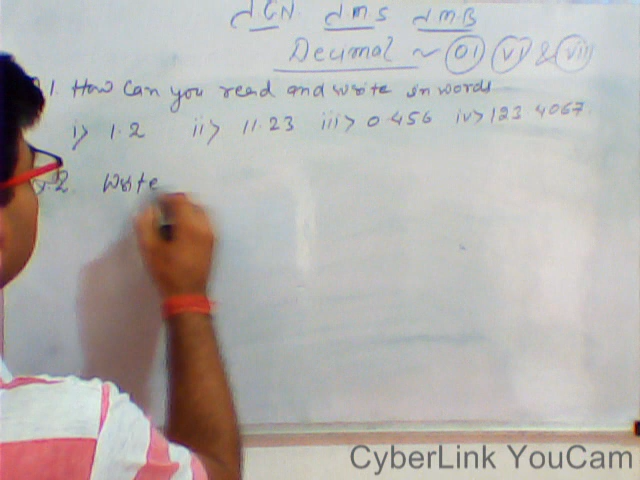 Decimal ~ 01 VI & VIII
Q.1. How can you read and write in words
i> 1.2 ii> 11.23 iii> 0.456 iv> 123.4067
Q.2 Write
CyberLink YouCam